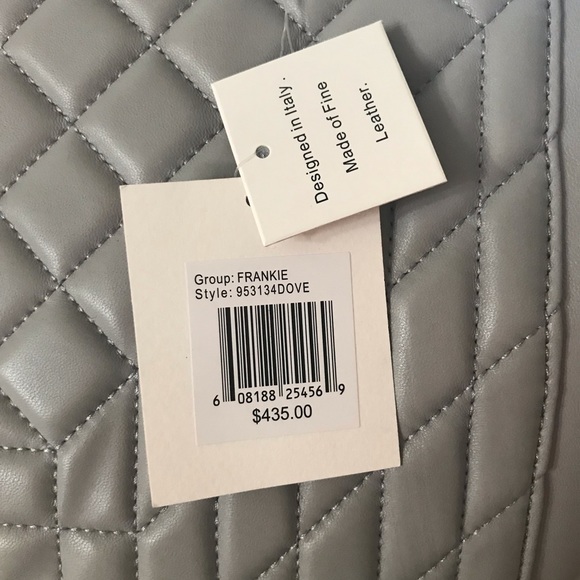 Designed in Italy.
Made of Fine
Leather.
Group: FRANKIE
Style: 953134DOVE
6 08188 25456 9
$435.00